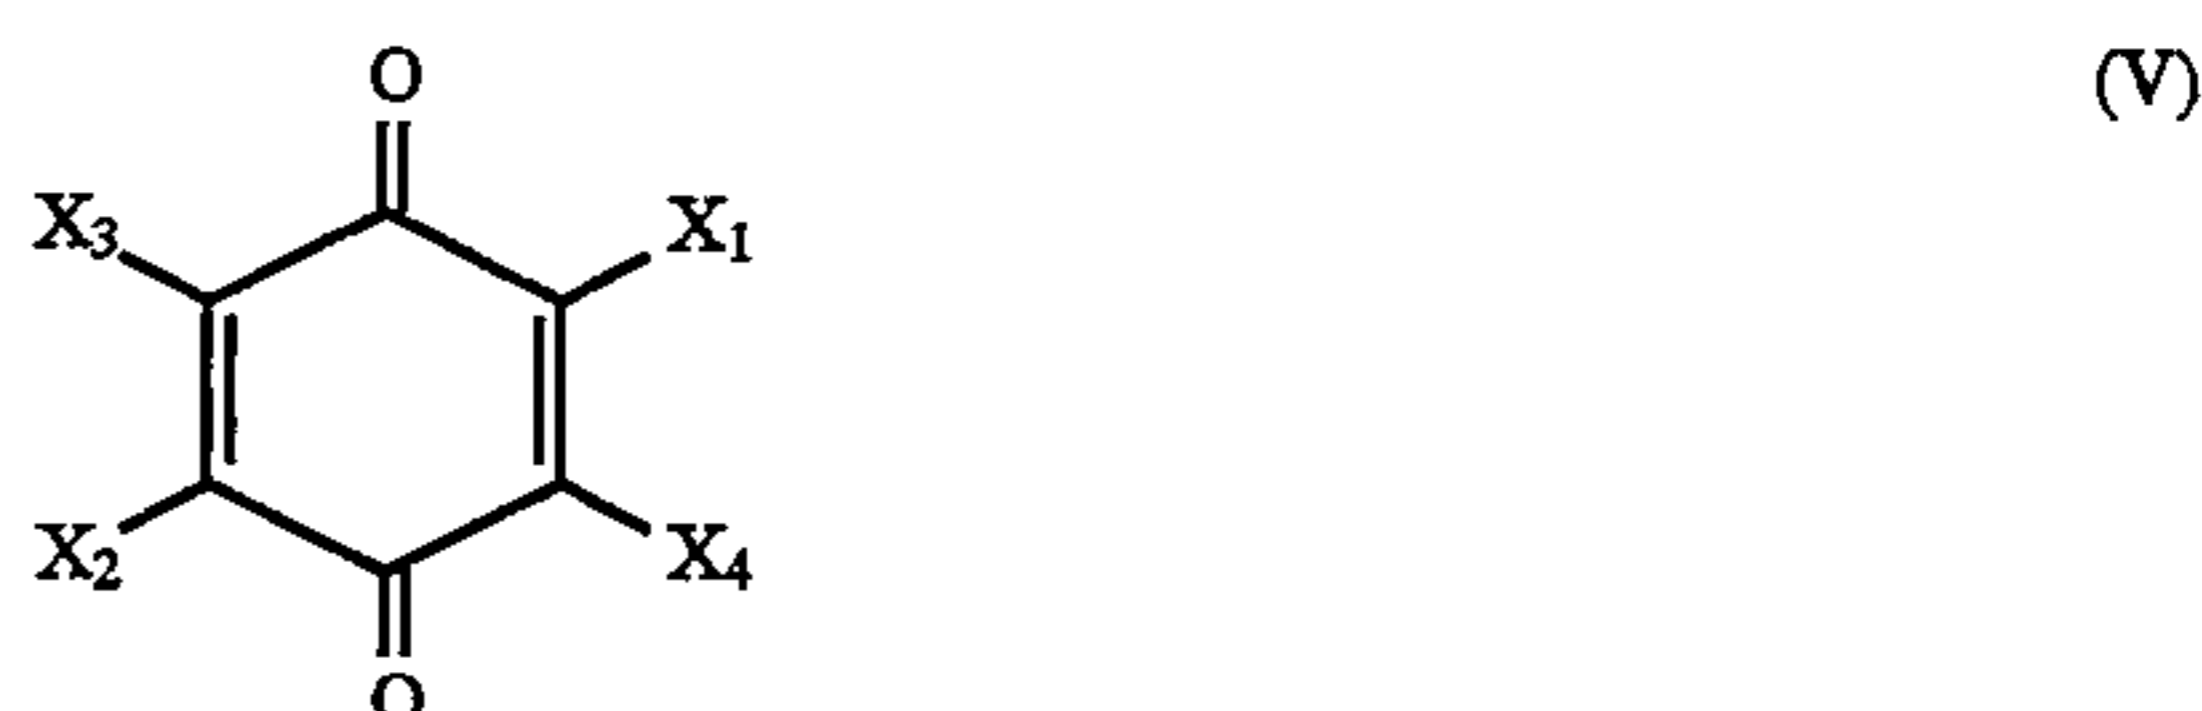 O (V)
X₃ X₁
X₂ X₄
O